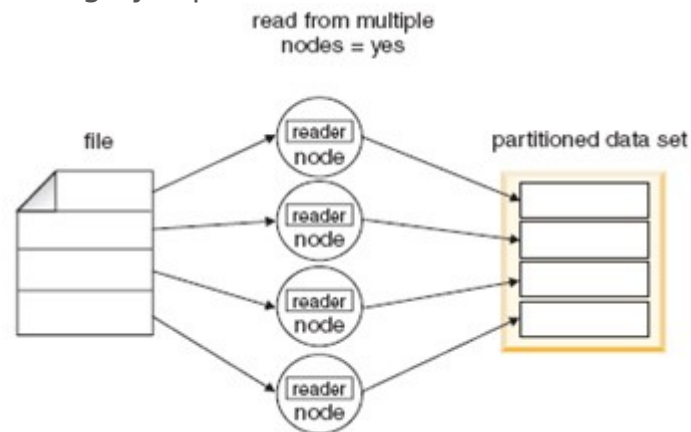 read from multiple
nodes = yes
file
partitioned data set
reader
node
reader
node
reader
node
reader
node